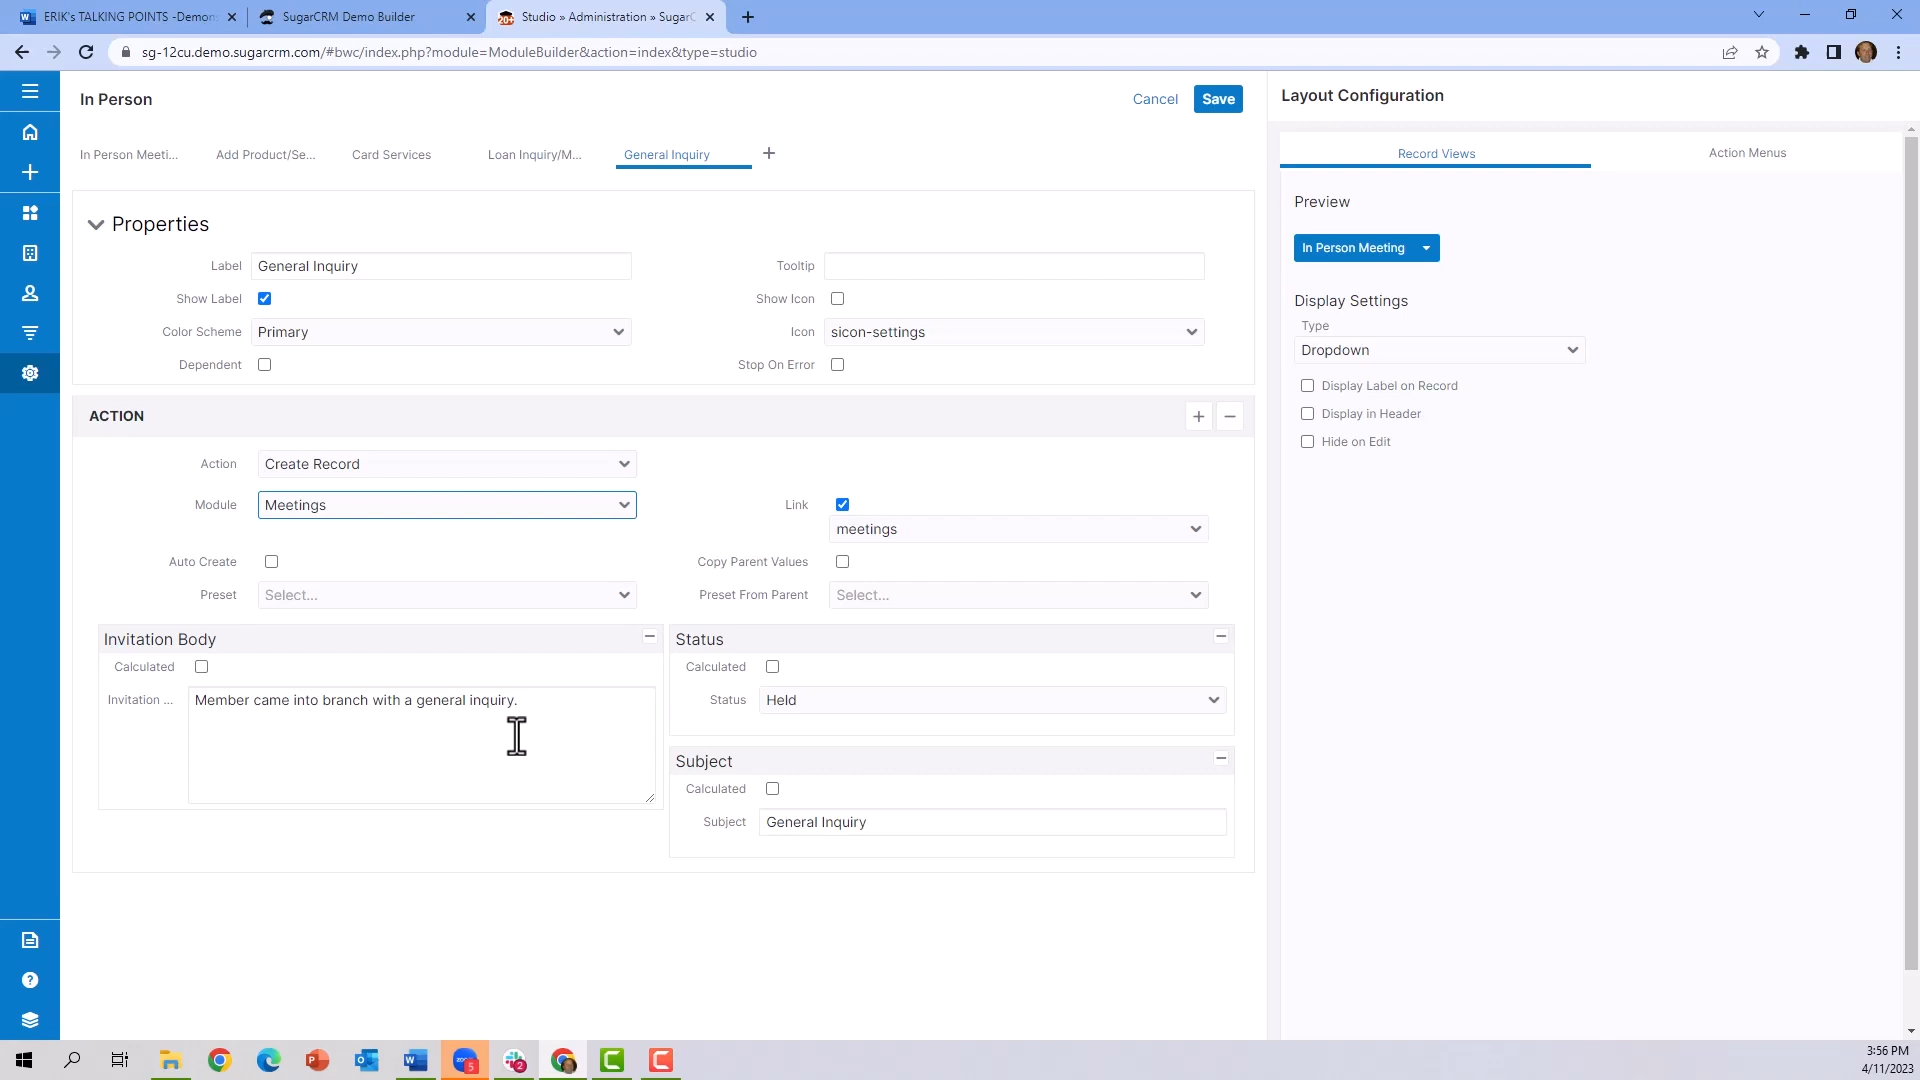 ERIK's TALKING POINTS -Demon
SugarCRM Demo Builder
Studio » Administration » SugarC
sg-12cu.demo.sugarcrm.com/#bwc/index.php?module=ModuleBuilder&action=index&type=studio
In Person
Cancel
Save
Layout Configuration
In Person Meeti...
Add Product/Se...
Card Services
Loan Inquiry/M...
General Inquiry
Record Views
Action Menus
Properties
Preview
In Person Meeting
Label
General Inquiry
Tooltip
Show Label
Show Icon
Display Settings
Color Scheme
Primary
Icon
sicon-settings
Type
Dropdown
Dependent
Stop On Error
Display Label on Record
Display in Header
Hide on Edit
ACTION
Action
Create Record
Module
Meetings
Link
meetings
Auto Create
Copy Parent Values
Preset
Select...
Preset From Parent
Select...
Invitation Body
Calculated
Invitation ...
Member came into branch with a general inquiry.
Status
Calculated
Status
Held
Subject
Calculated
Subject
General Inquiry
3:56 PM
4/11/2023